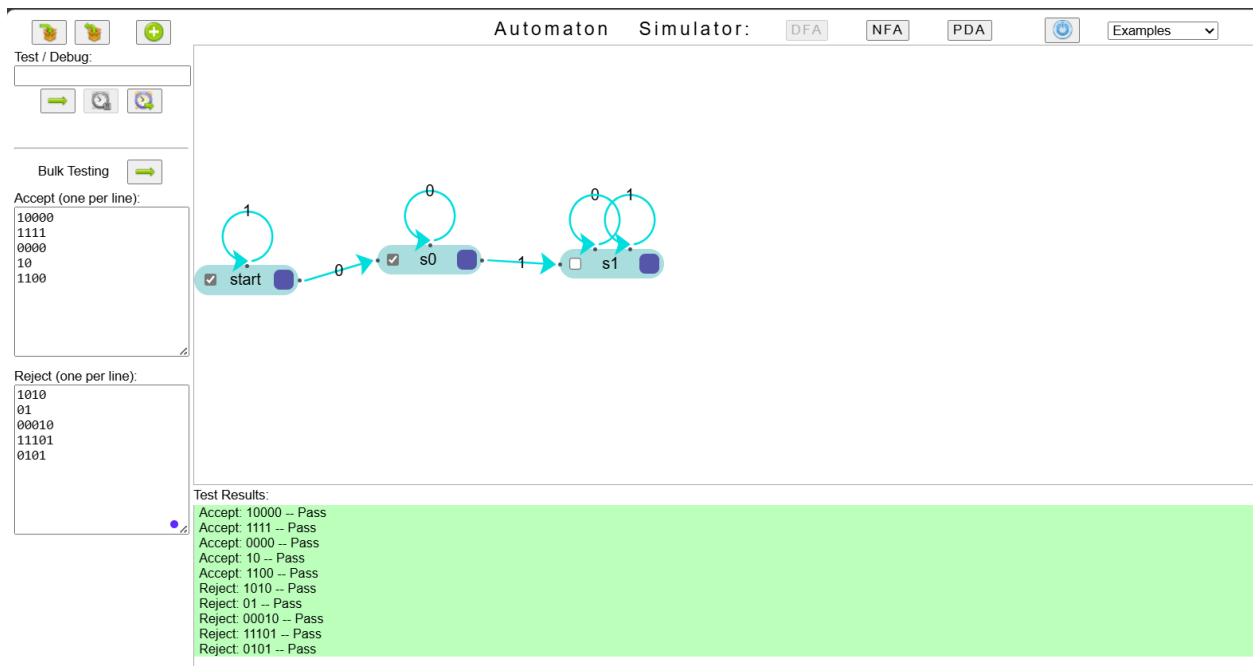 Automaton Simulator: DFA NFA PDA Examples
Test / Debug:
Bulk Testing
Accept (one per line):
10000
1111
0000
10
1100
Reject (one per line):
1010
01
00010
11101
0101
1 0 0 1
start 0 s0 1 s1
Test Results:
Accept: 10000 -- Pass
Accept: 1111 -- Pass
Accept: 0000 -- Pass
Accept: 10 -- Pass
Accept: 1100 -- Pass
Reject: 1010 -- Pass
Reject: 01 -- Pass
Reject: 00010 -- Pass
Reject: 11101 -- Pass
Reject: 0101 -- Pass